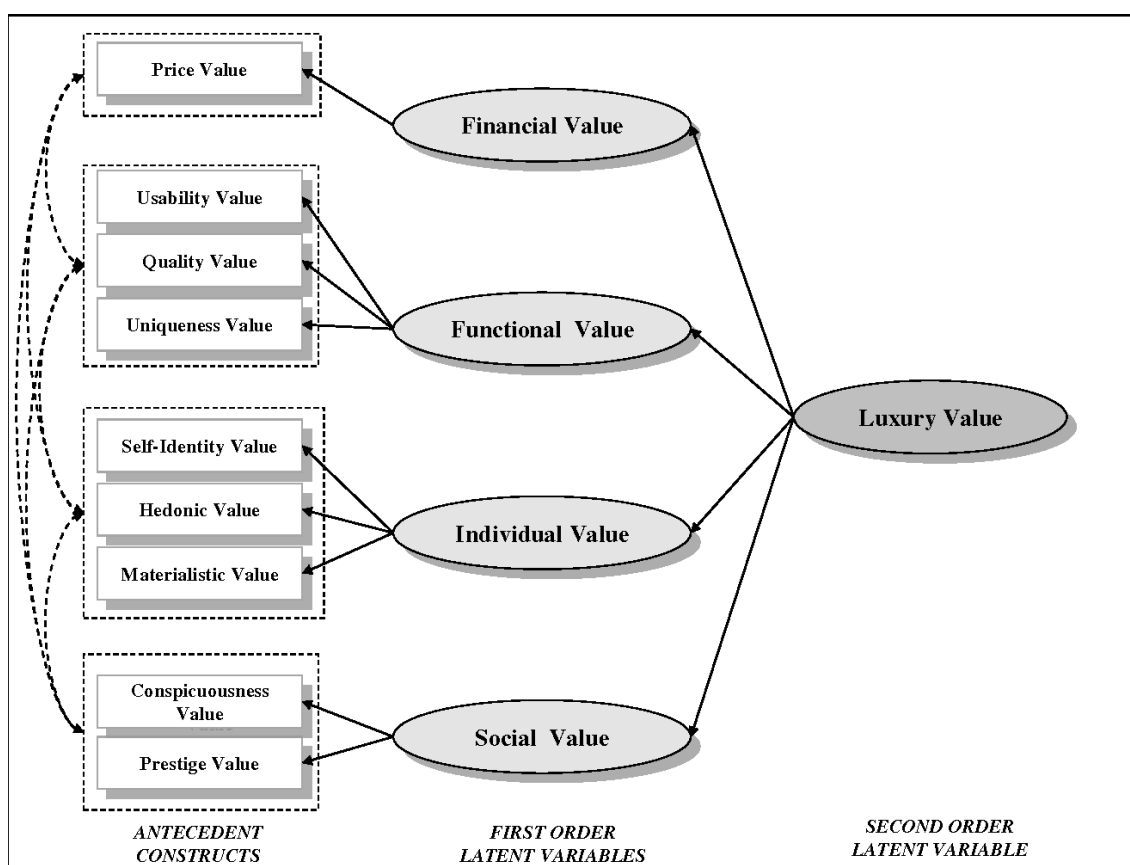 Price Value
Financial Value
Usability Value
Quality Value
Uniqueness Value
Functional Value
Luxury Value
Self-Identity Value
Hedonic Value
Individual Value
Materialistic Value
Conspicuousness
Value
Social Value
Prestige Value
ANTECEDENT
CONSTRUCTS
FIRST ORDER
LATENT VARIABLES
SECOND ORDER
LATENT VARIABLE